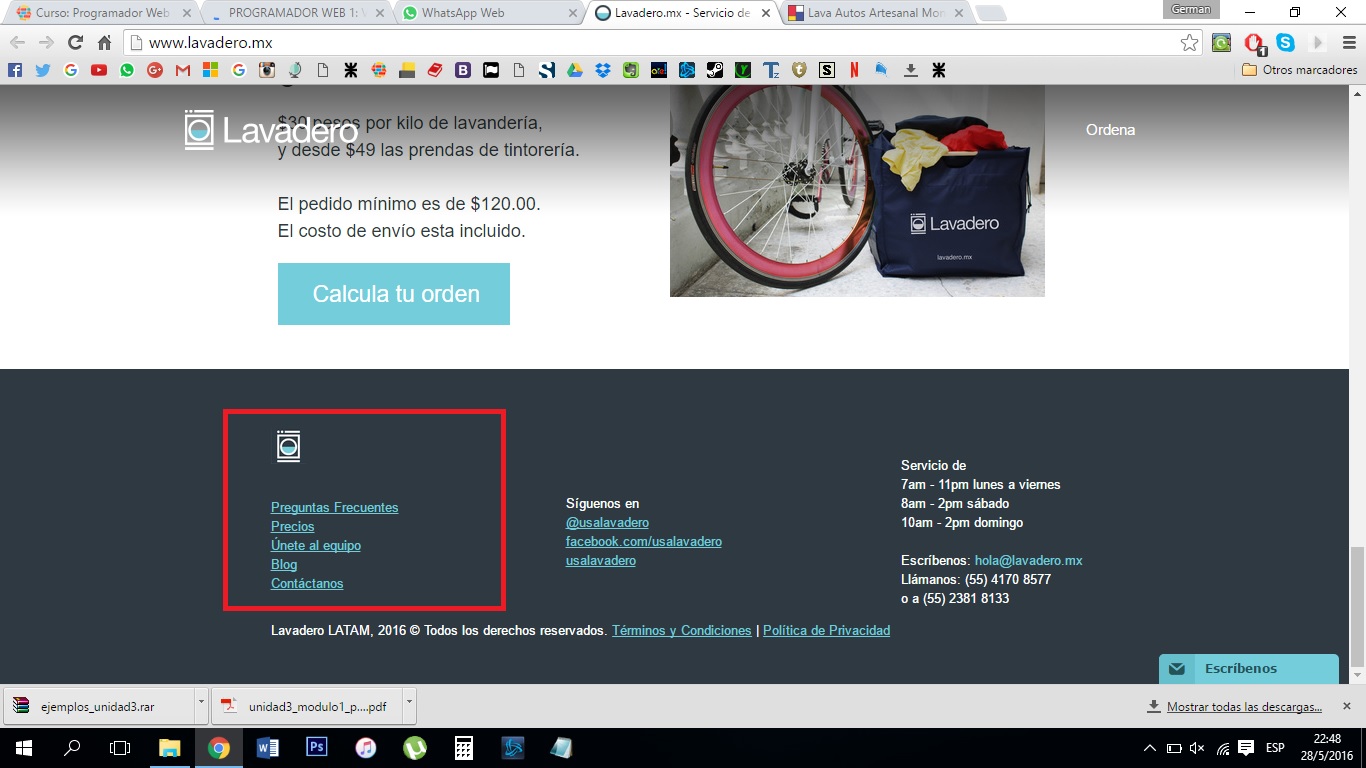 Curso: Programador Web
PROGRAMADOR WEB 1: V
WhatsApp Web
Lavadero.mx - Servicio de
Lava Autos Artesanal Mon
German
www.lavadero.mx
Otros marcadores
Lavadero
Ordena
$30 pesos por kilo de lavandería,
y desde $49 las prendas de tintorería.
El pedido mínimo es de $120.00.
El costo de envío esta incluido.
Calcula tu orden
Lavadero
lavadero.mx
Preguntas Frecuentes
Precios
Únete al equipo
Blog
Contáctanos
Síguenos en
@usalavadero
facebook.com/usalavadero
usalavadero
Servicio de
7am - 11pm lunes a viernes
8am - 2pm sábado
10am - 2pm domingo
Escríbenos: hola@lavadero.mx
Llámanos: (55) 4170 8577
o a (55) 2381 8133
Lavadero LATAM, 2016 © Todos los derechos reservados. Términos y Condiciones | Política de Privacidad
Escríbenos
ejemplos_unidad3.rar
unidad3_modulo1_p....pdf
Mostrar todas las descargas...
ESP
22:48
28/5/2016